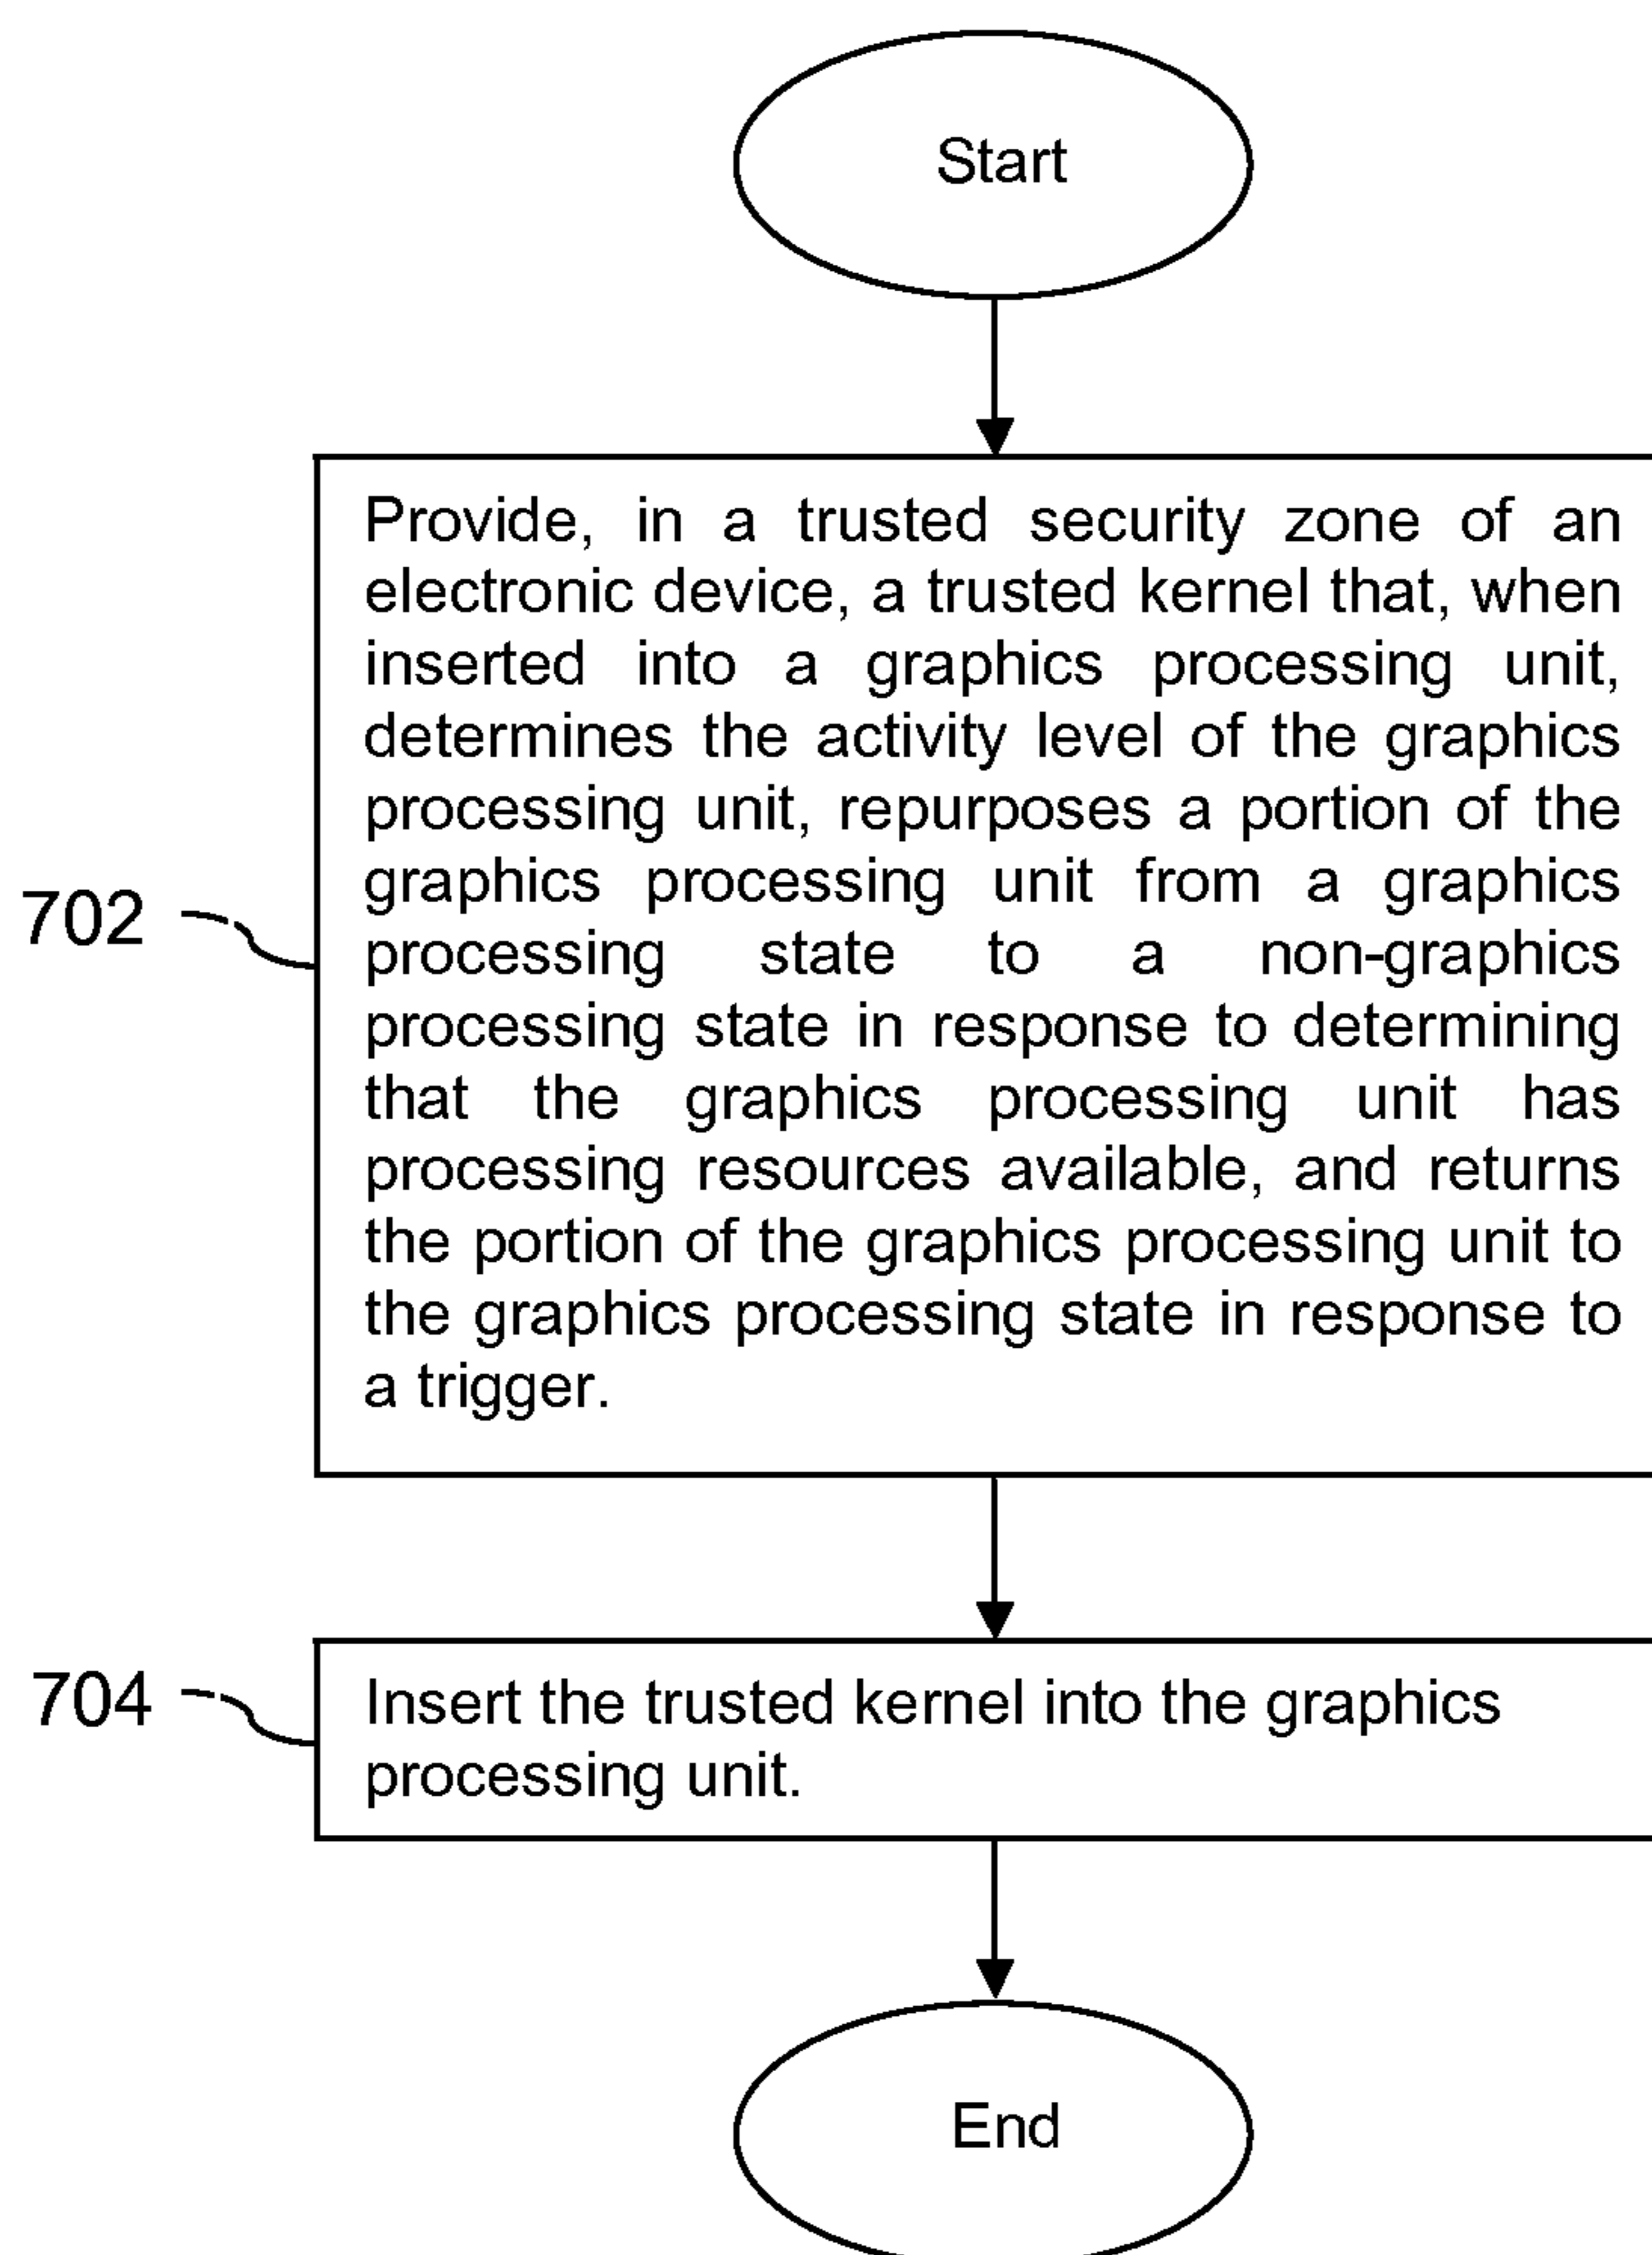 Start
Provide, in a trusted security zone of an
electronic device, a trusted kernel that, when
inserted into a graphics processing unit,
determines the activity level of the graphics
processing unit, repurposes a portion of the
graphics processing unit from a graphics
processing state to a non-graphics
processing state in response to determining
that the graphics processing unit has
processing resources available, and returns
the portion of the graphics processing unit to
the graphics processing state in response to
a trigger.
702
Insert the trusted kernel into the graphics
processing unit.
704
End